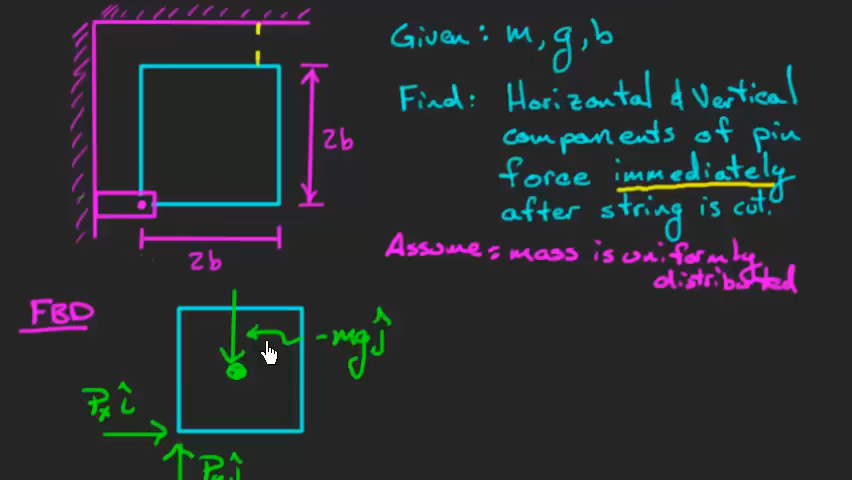 Given: m, g, b
Find: Horizontal & Vertical
components of pin
force immediately
after string is cut.
Assume: mass is uniformly
distributed
2b
2b
FBD
-mgĵ
Pxî
Pyĵ